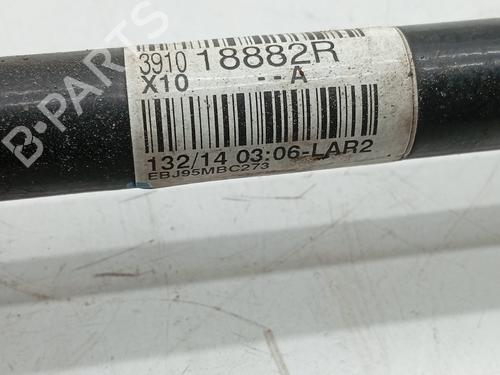 3910 18882R
X10 --A
132/14 03:06-LAR2
EBJ95MBC273
B-PARTS